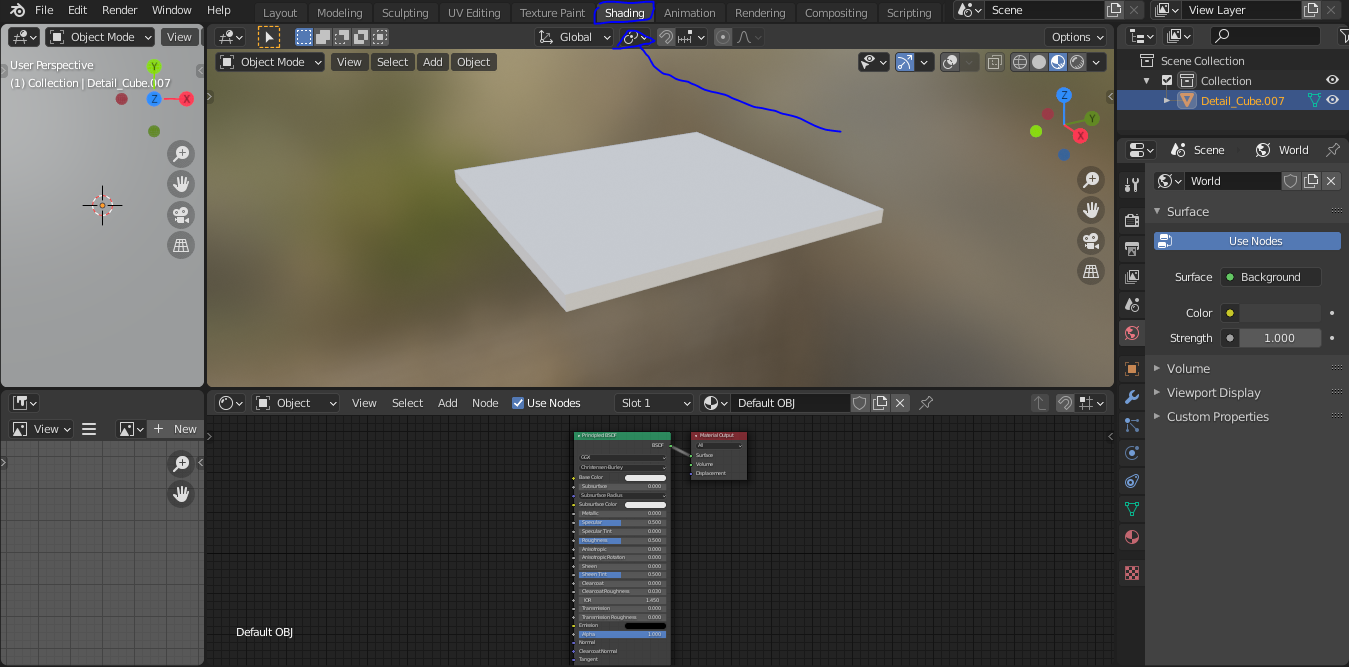 File Edit Render Window Help Layout Modeling Sculpting UV Editing Texture Paint Shading Animation Rendering Compositing Scripting Scene View Layer
Object Mode View Global Options
User Perspective
(1) Collection | Detail_Cube.007
Y
Z X
Object Mode View Select Add Object
Z
Y
X
Scene Collection
Collection
Detail_Cube.007
Scene World
World
Surface
Use Nodes
Surface Background
Color
Strength 1.000
Volume
Viewport Display
Custom Properties
Object View Select Add Node Use Nodes Slot 1 Default OBJ
View New
Principled BSDF
BSDF
GGX
Christensen-Burley
Base Color
Subsurface 0.000
Subsurface Radius
Subsurface Color
Metallic 0.000
Specular 0.500
Specular Tint 0.000
Roughness 0.500
Anisotropic 0.000
Anisotropic Rotation 0.000
Sheen 0.000
Sheen Tint 0.500
Clearcoat 0.000
Clearcoat Roughness 0.030
IOR 1.450
Transmission 0.000
Transmission Roughness 0.000
Emission
Alpha 1.000
Normal
Clearcoat Normal
Tangent
Material Output
All
Surface
Volume
Displacement
Default OBJ